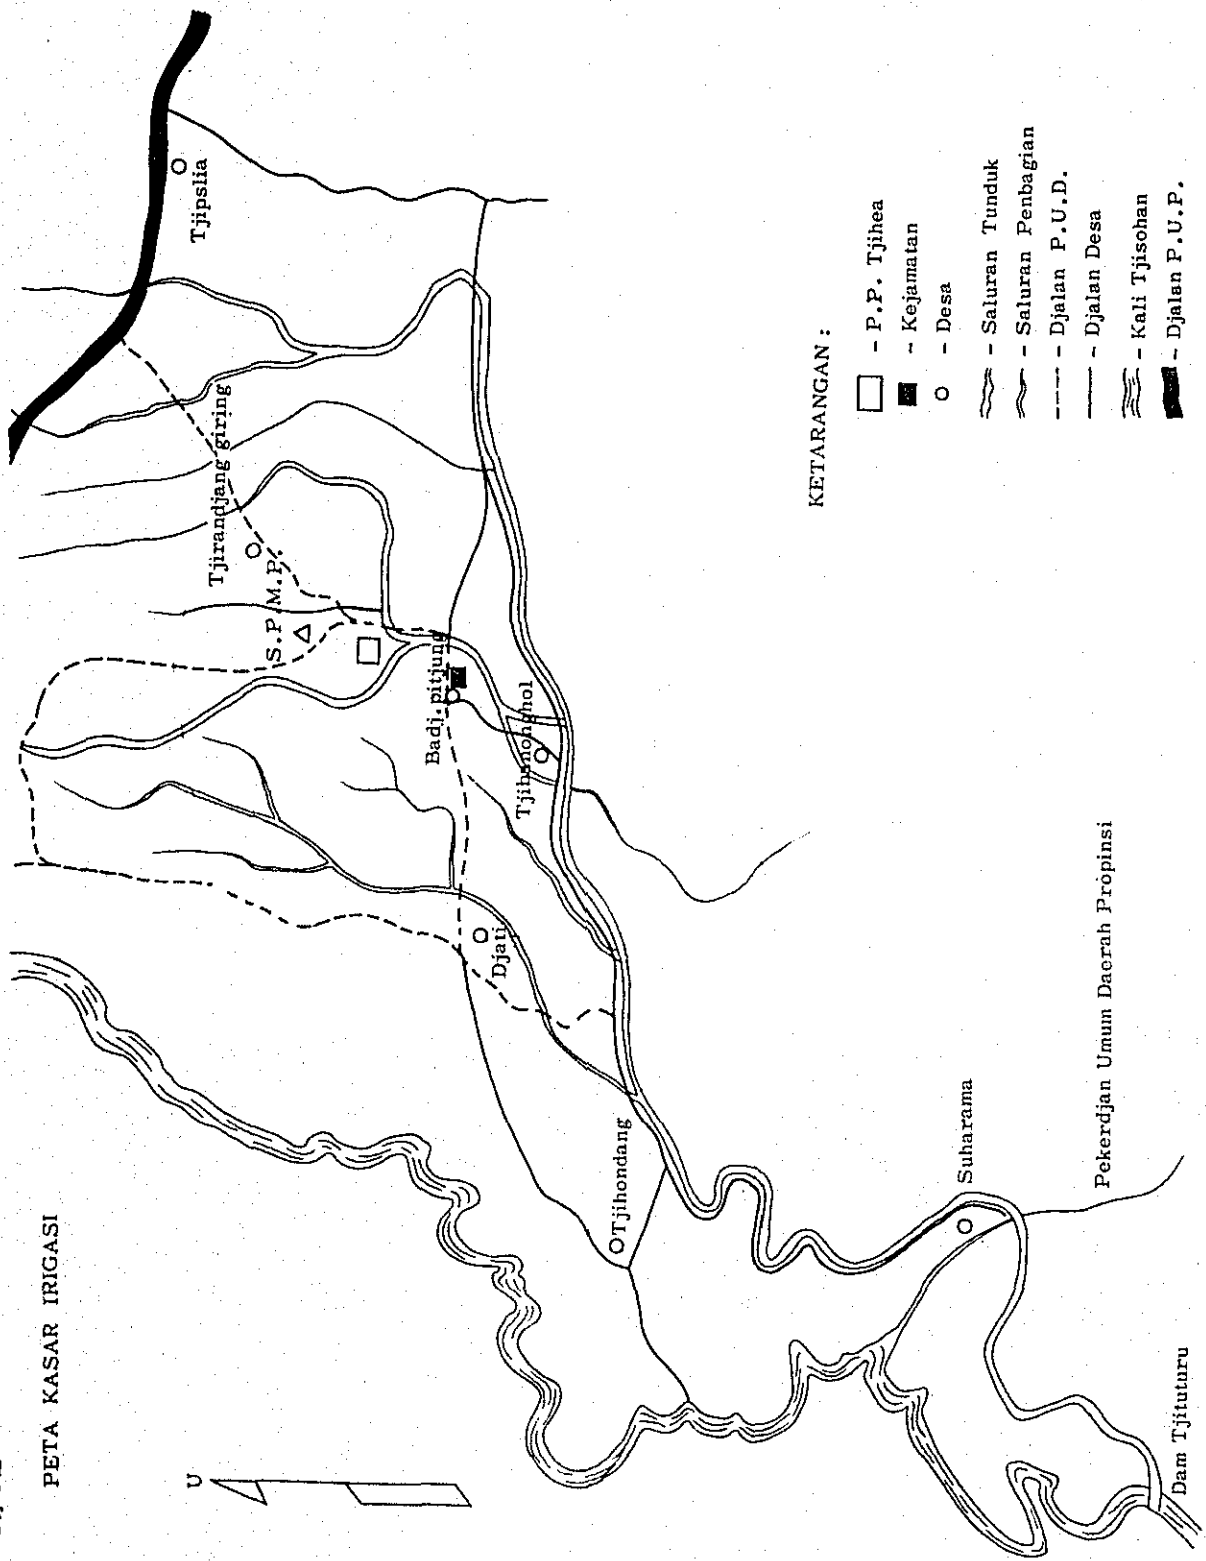 PETA KASAR IRIGASI
U
Tjipslia
Tjirandjang giring
S.P.M.P.
Badj.pitjung
Djati
Tjihondang
Suharama
Pekerdjan Umum Daerah Propinsi
Dam Tjituturu
KETARANGAN :
- P.P. Tjihea
- Kejamatan
- Desa
- Saluran Tunduk
- Saluran Penbagian
- Djalan P.U.D.
- Djalan Desa
- Kali Tjisohan
- Djalan P.U.P.